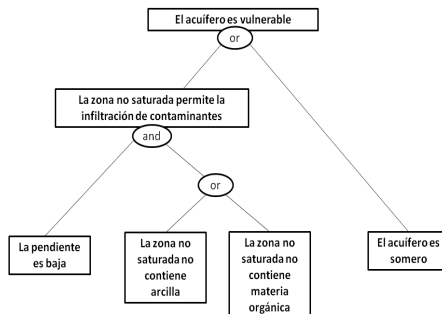 El acuífero es vulnerable
or
La zona no saturada permite la
infiltración de contaminantes
and
or
La pendiente
es baja
La zona no
saturada no
contiene
arcilla
La zona no
saturada no
contiene
materia
orgánica
El acuífero es
somero